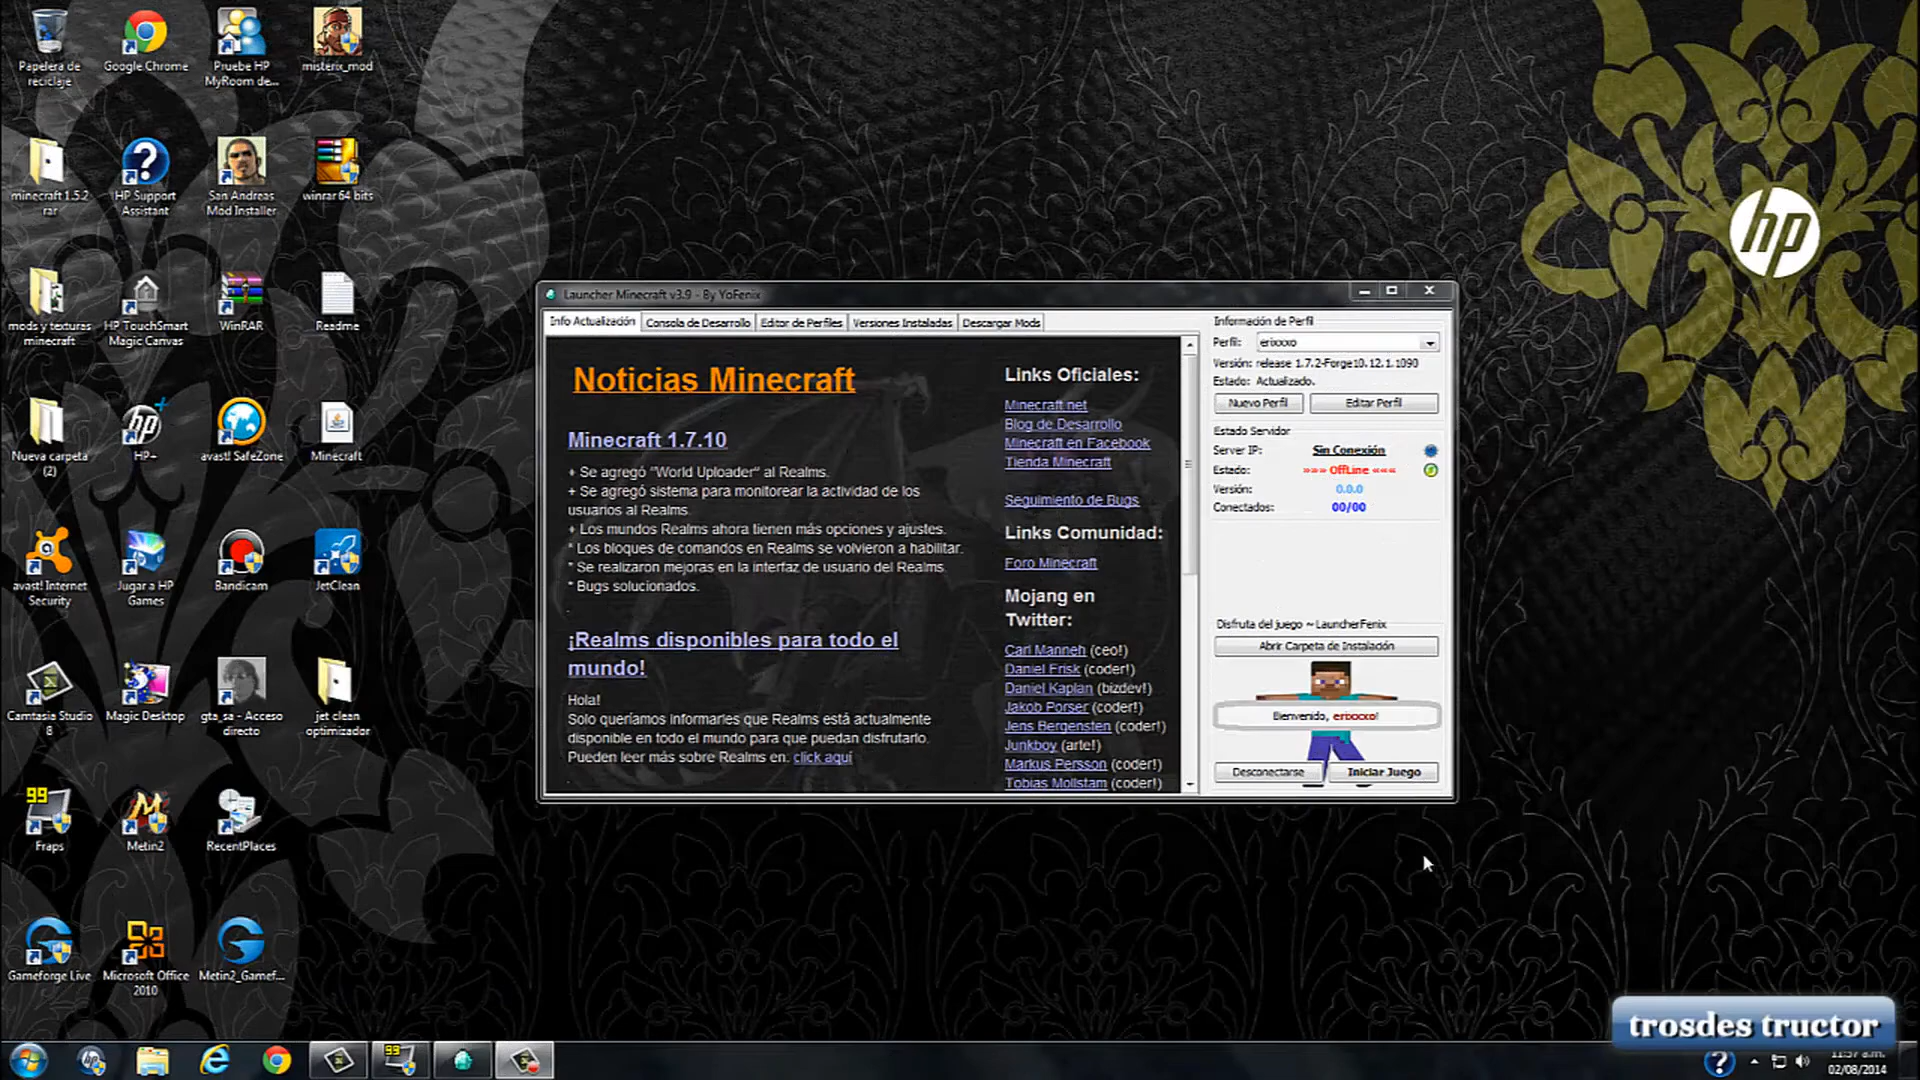 Papelera de
reciclaje
Google Chrome
Pruebe HP
MyRoom de...
misterix_mod
minecraft 1.5.2
rar
HP Support
Assistant
San Andreas
Mod Installer
winrar 64 bits
mods y texturas
minecraft
HP TouchSmart
Magic Canvas
WinRAR
Readme
Nueva carpeta
(2)
HP+
avast! SafeZone
Minecraft
avast! Internet
Security
Jugar a HP
Games
Bandicam
JetClean
Camtasia Studio
8
Magic Desktop
gta_sa - Acceso
directo
jet clean
optimizador
99
Fraps
Metin2
RecentPlaces
Gameforge Live
Microsoft Office
2010
Metin2_Gamef...
hp
Launcher Minecraft v3.9 - By YoFenix
Info Actualización
Consola de Desarrollo
Editor de Perfiles
Versiones Instaladas
Descargar Mods
Noticias Minecraft
Minecraft 1.7.10
+ Se agregó "World Uploader" al Realms.
+ Se agregó sistema para monitorear la actividad de los
usuarios al Realms.
+ Los mundos Realms ahora tienen más opciones y ajustes.
* Los bloques de comandos en Realms se volvieron a habilitar.
* Se realizaron mejoras en la interfaz de usuario del Realms.
* Bugs solucionados.
¡Realms disponibles para todo el
mundo!
Hola!
Solo queríamos informarles que Realms está actualmente
disponible en todo el mundo para que puedan disfrutarlo.
Pueden leer más sobre Realms en: click aquí
Links Oficiales:
Minecraft.net
Blog de Desarrollo
Minecraft en Facebook
Tienda Minecraft
Seguimiento de Bugs
Links Comunidad:
Foro Minecraft
Mojang en
Twitter:
Carl Manneh (ceo!)
Daniel Frisk (coder!)
Daniel Kaplan (bizdev!)
Jakob Porser (coder!)
Jens Bergensten (coder!)
Junkboy (arte!)
Markus Persson (coder!)
Tobias Mollstam (coder!)
Información de Perfil
Perfil: erixxxo
Versión: release 1.7.2-Forge10.12.1.1090
Estado: Actualizado.
Nuevo Perfil
Editar Perfil
Estado Servidor
Server IP: Sin Conexión
Estado: »»» OffLine «««
Versión: 0.0.0
Conectados: 00/00
Disfruta del juego ~ LauncherFenix
Abrir Carpeta de Instalación
Bienvenido, erixxxo!
Desconectarse
Iniciar Juego
trosdes tructor
99
11:57 a.m.
02/08/2014